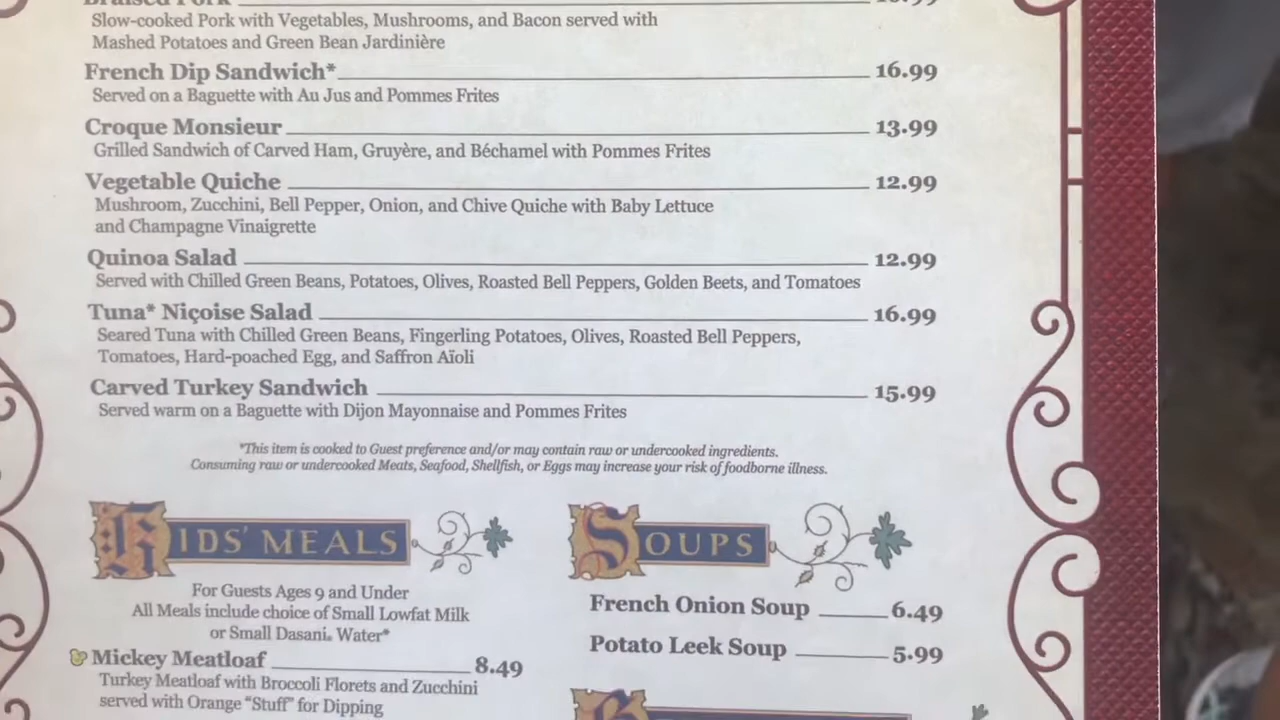 Braised Pork
Slow-cooked Pork with Vegetables, Mushrooms, and Bacon served with
Mashed Potatoes and Green Bean Jardinière
French Dip Sandwich* 16.99
Served on a Baguette with Au Jus and Pommes Frites
Croque Monsieur 13.99
Grilled Sandwich of Carved Ham, Gruyère, and Béchamel with Pommes Frites
Vegetable Quiche 12.99
Mushroom, Zucchini, Bell Pepper, Onion, and Chive Quiche with Baby Lettuce
and Champagne Vinaigrette
Quinoa Salad 12.99
Served with Chilled Green Beans, Potatoes, Olives, Roasted Bell Peppers, Golden Beets, and Tomatoes
Tuna* Niçoise Salad 16.99
Seared Tuna with Chilled Green Beans, Fingerling Potatoes, Olives, Roasted Bell Peppers,
Tomatoes, Hard-poached Egg, and Saffron Aïoli
Carved Turkey Sandwich 15.99
Served warm on a Baguette with Dijon Mayonnaise and Pommes Frites
*This item is cooked to Guest preference and/or may contain raw or undercooked ingredients.
Consuming raw or undercooked Meats, Seafood, Shellfish, or Eggs may increase your risk of foodborne illness.
KIDS' MEALS
For Guests Ages 9 and Under
All Meals include choice of Small Lowfat Milk
or Small Dasani® Water*
Mickey Meatloaf 8.49
Turkey Meatloaf with Broccoli Florets and Zucchini
served with Orange "Stuff" for Dipping
SOUPS
French Onion Soup 6.49
Potato Leek Soup 5.99